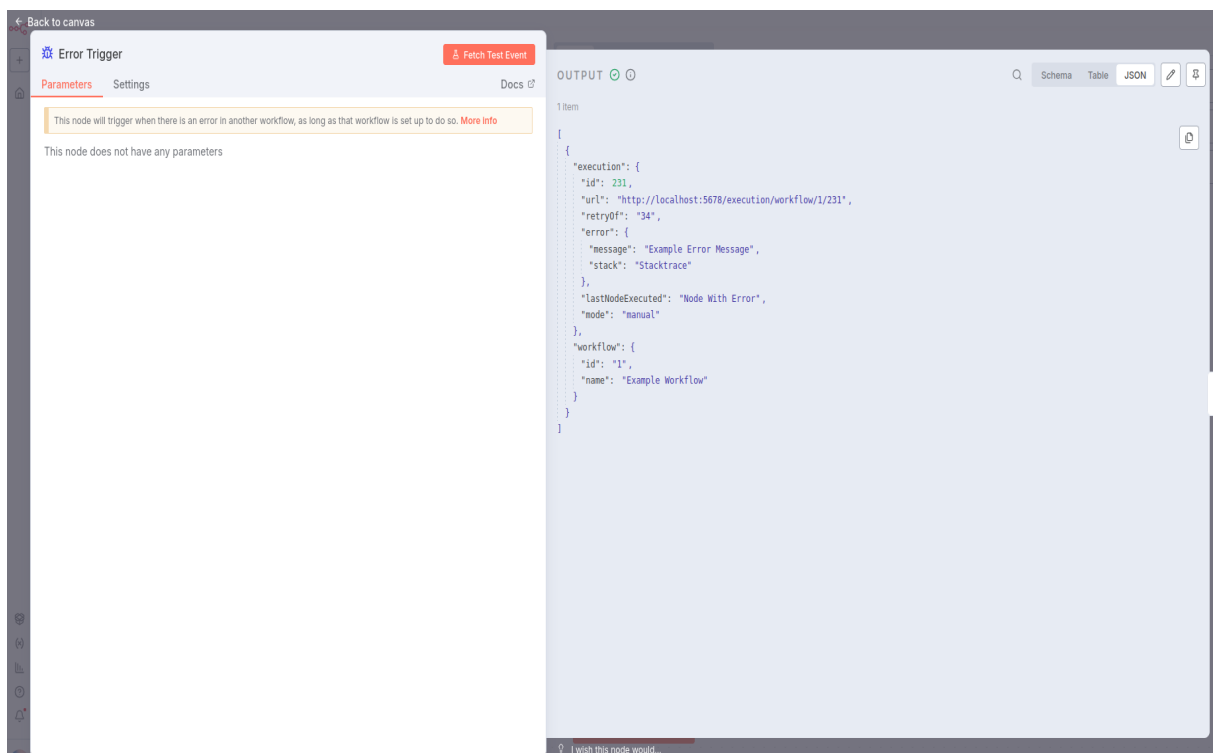 Back to canvas
Error Trigger
Fetch Test Event
Parameters Settings Docs
This node will trigger when there is an error in another workflow, as long as that workflow is set up to do so. More info
This node does not have any parameters
OUTPUT
Schema Table JSON
1 item
[
{
"execution": {
"id": 231,
"url": "http://localhost:5678/execution/workflow/1/231",
"retryOf": "34",
"error": {
"message": "Example Error Message",
"stack": "Stacktrace"
},
"lastNodeExecuted": "Node With Error",
"mode": "manual"
},
"workflow": {
"id": "1",
"name": "Example Workflow"
}
}
]
I wish this node would...